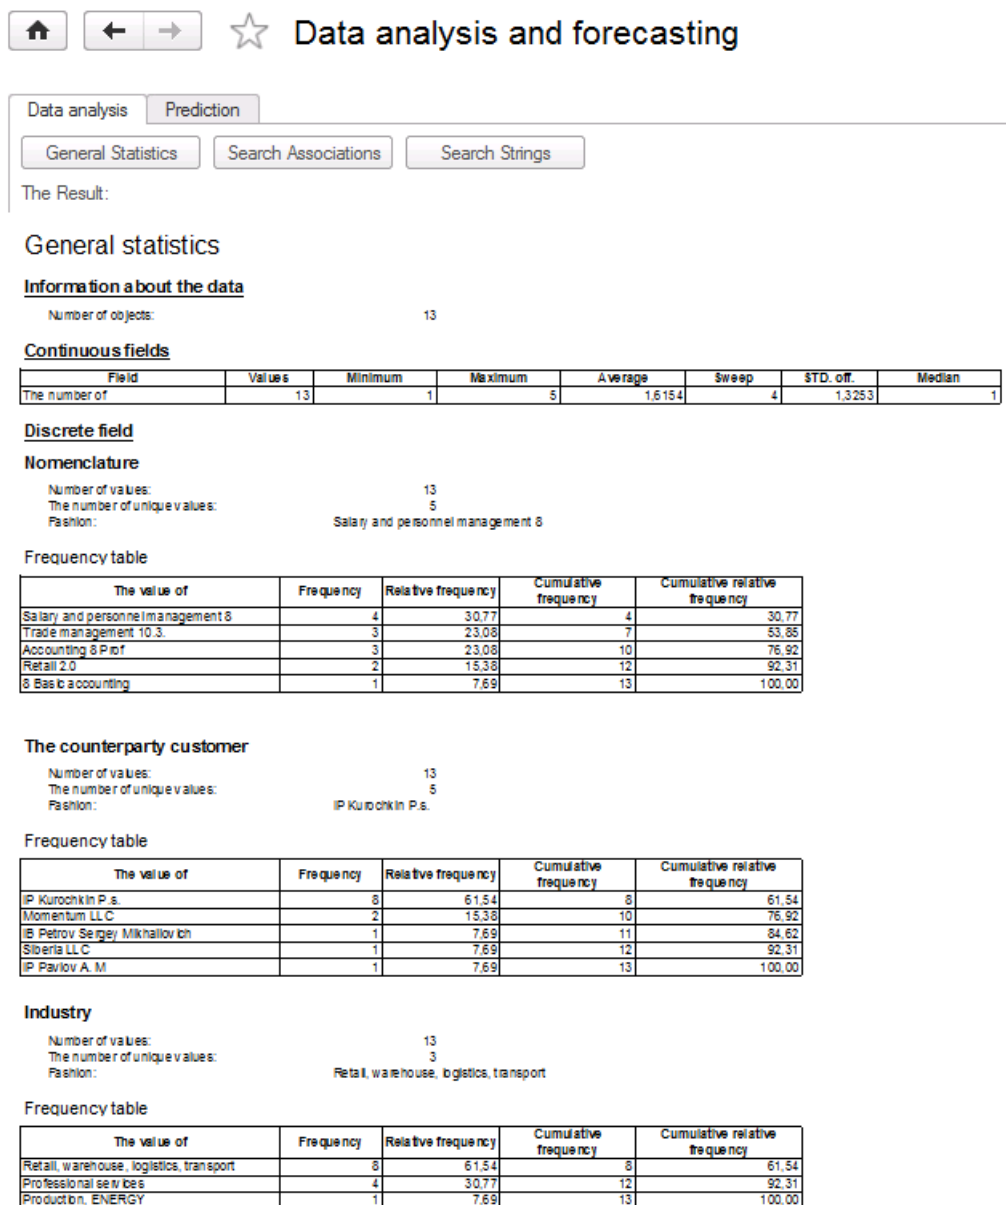 Data analysis and forecasting
Data analysis Prediction
General Statistics Search Associations Search Strings
The Result:
General statistics
Information about the data
Number of objects: 13
Continuous fields
Field Values Minimum Maximum Average Sweep STD. off. Median
The number of 13 1 5 1,6154 4 1,3253 1
Discrete field
Nomenclature
Number of values: 13
The number of unique values: 5
Fashion: Salary and personnel management 8
Frequency table
The value of Frequency Relative frequency Cumulative frequency Cumulative relative frequency
Salary and personnel management 8 4 30,77 4 30,77
Trade management 10.3. 3 23,08 7 53,85
Accounting 8 Prof 3 23,08 10 76,92
Retail 2.0 2 15,38 12 92,31
8 Basic accounting 1 7,69 13 100,00
The counterparty customer
Number of values: 13
The number of unique values: 5
Fashion: IP Kurochkin P.s.
Frequency table
The value of Frequency Relative frequency Cumulative frequency Cumulative relative frequency
IP Kurochkin P.s. 8 61,54 8 61,54
Momentum LLC 2 15,38 10 76,92
IB Petrov Sergey Mikhailovich 1 7,69 11 84,62
Siberia LLC 1 7,69 12 92,31
IP Pavlov A. M 1 7,69 13 100,00
Industry
Number of values: 13
The number of unique values: 3
Fashion: Retail, warehouse, logistics, transport
Frequency table
The value of Frequency Relative frequency Cumulative frequency Cumulative relative frequency
Retail, warehouse, logistics, transport 8 61,54 8 61,54
Professional services 4 30,77 12 92,31
Production, ENERGY 1 7,69 13 100,00